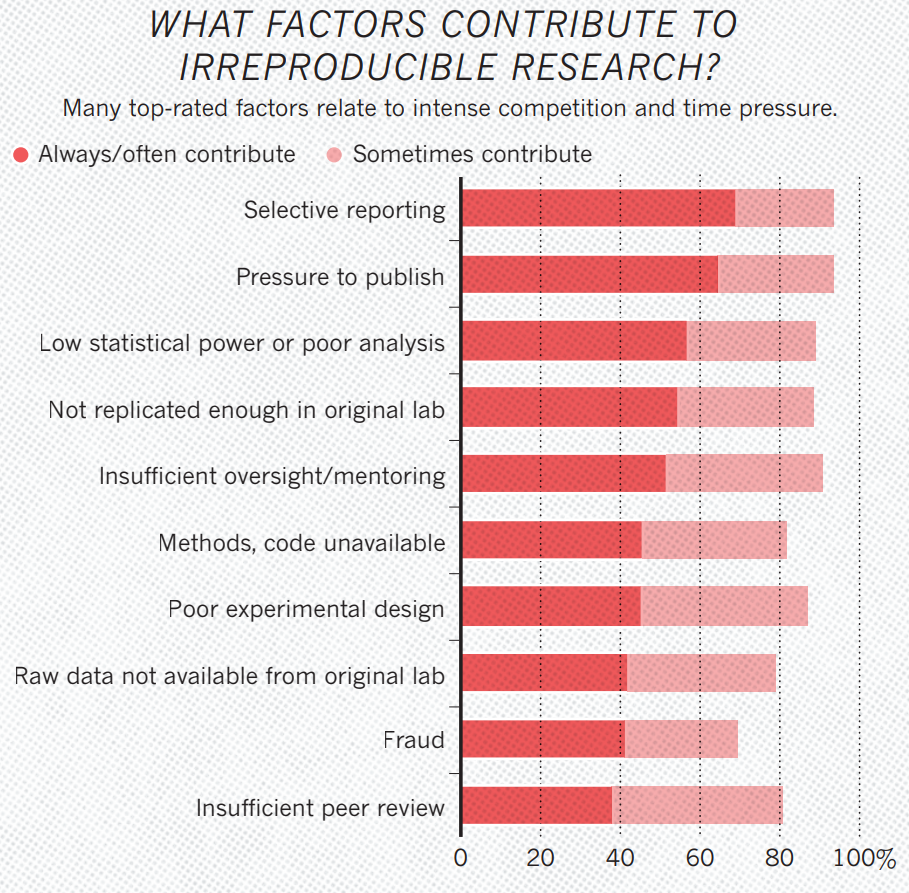 WHAT FACTORS CONTRIBUTE TO
IRREPRODUCIBLE RESEARCH?
Many top-rated factors relate to intense competition and time pressure.
Always/often contribute Sometimes contribute
Selective reporting
Pressure to publish
Low statistical power or poor analysis
Not replicated enough in original lab
Insufficient oversight/mentoring
Methods, code unavailable
Poor experimental design
Raw data not available from original lab
Fraud
Insufficient peer review
0 20 40 60 80 100%